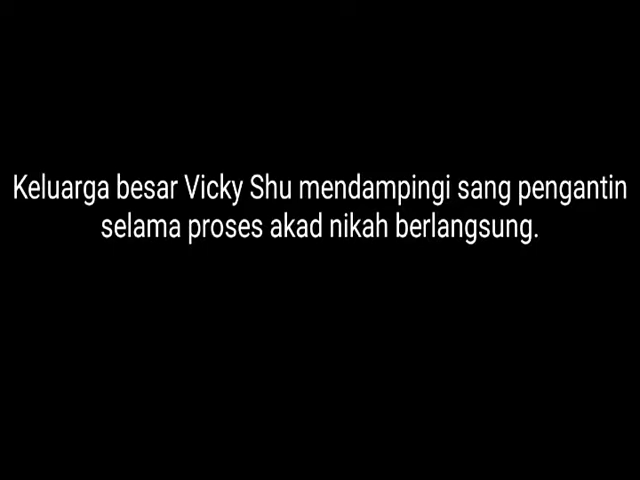 Keluarga besar Vicky Shu mendampingi sang pengantin
selama proses akad nikah berlangsung.